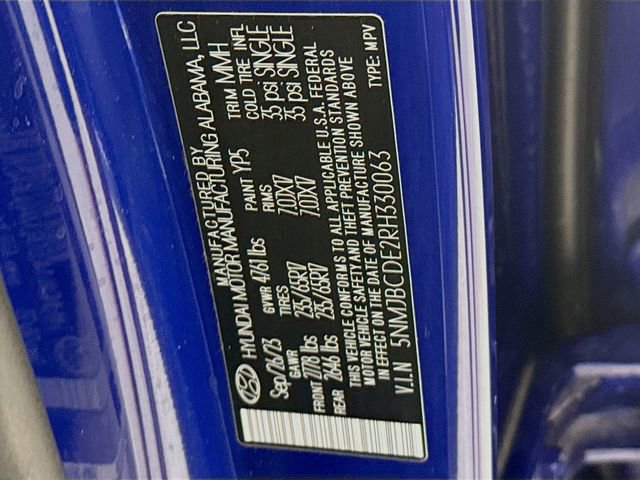 MANUFACTURED BY
HYUNDAI MOTOR MANUFACTURING ALABAMA, LLC
Sep/26/23 GVWR 4761 lbs PAINT YP5 TRIM MMH
GAWR TIRES RIMS COLD TIRE INFL
FRONT 2778 lbs 235/65R17 7.0JX17 35 psi SINGLE
REAR 2646 lbs 235/65R17 7.0JX17 35 psi SINGLE
THIS VEHICLE CONFORMS TO ALL APPLICABLE U.S.A. FEDERAL
MOTOR VEHICLE SAFETY AND THEFT PREVENTION STANDARDS
IN EFFECT ON THE DATE OF MANUFACTURE SHOWN ABOVE
V.I.N 5NMJBCDE2RH330063 TYPE: MPV